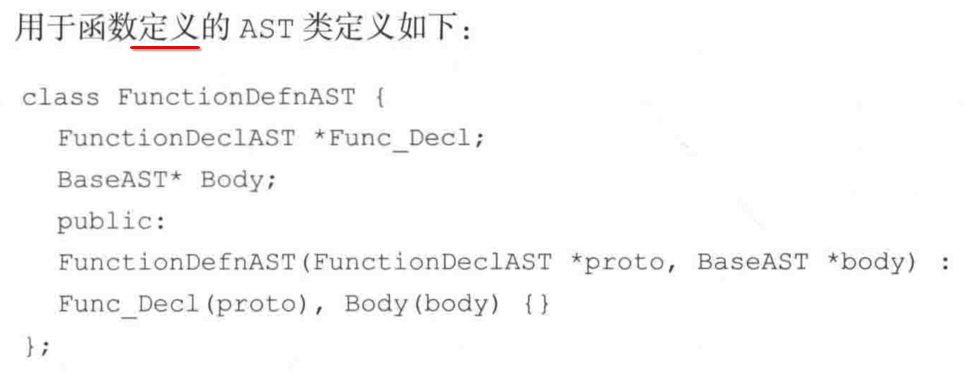 用于函数定义的 AST 类定义如下：
class FunctionDefnAST {
FunctionDeclAST *Func_Decl;
BaseAST* Body;
public:
FunctionDefnAST(FunctionDeclAST *proto, BaseAST *body) :
Func_Decl(proto), Body(body) {}
};